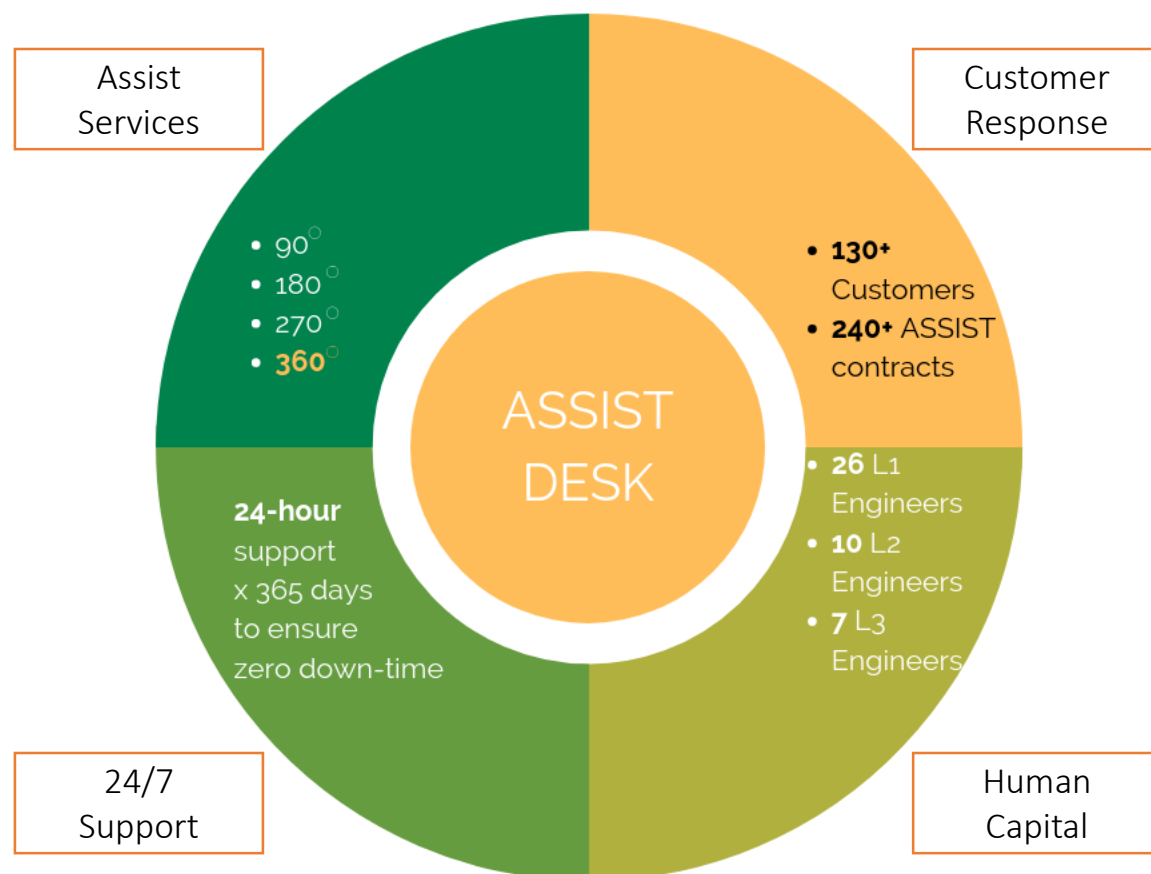 Assist
Services
Customer
Response
• 90°
• 180°
• 270°
• 360°
• 130+
Customers
• 240+ ASSIST
contracts
ASSIST
DESK
24-hour
support
x 365 days
to ensure
zero down-time
• 26 L1
Engineers
• 10 L2
Engineers
• 7 L3
Engineers
24/7
Support
Human
Capital